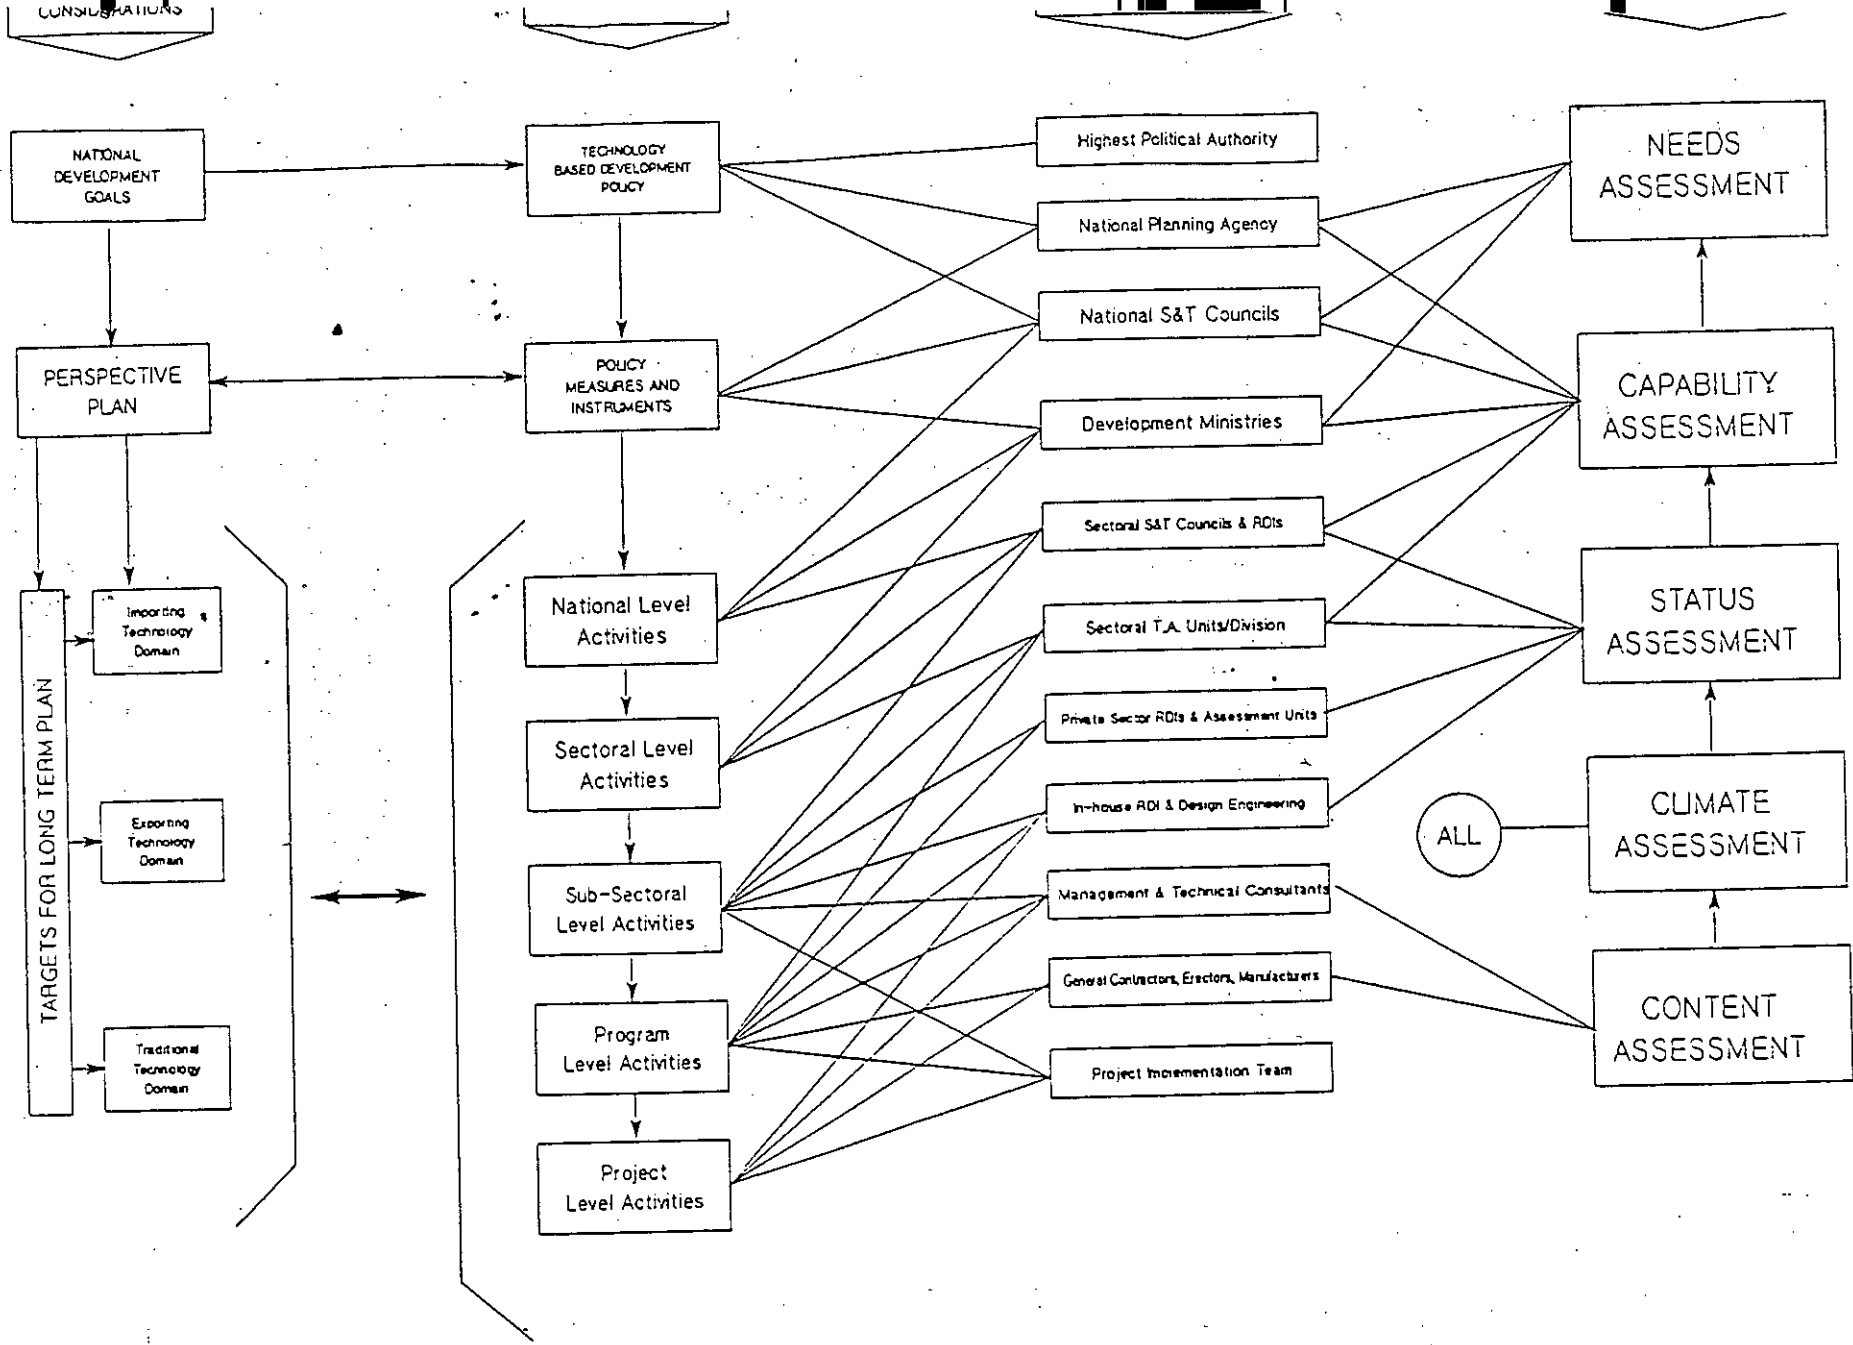 CONSIDERATIONS
NATIONAL
DEVELOPMENT
GOALS
PERSPECTIVE
PLAN
TARGETS FOR LONG TERM PLAN
Importing
Technology
Domain
Exporting
Technology
Domain
Traditional
Technology
Domain
TECHNOLOGY
BASED DEVELOPMENT
POLICY
POLICY
MEASURES AND
INSTRUMENTS
National Level
Activities
Sectoral Level
Activities
Sub-Sectoral
Level Activities
Program
Level Activities
Project
Level Activities
Highest Political Authority
National Planning Agency
National S&T Councils
Development Ministries
Sectoral S&T Councils & RDIs
Sectoral T.A. Units/Division
Private Sector RDIs & Assessment Units
In-house RDI & Design Engineering
Management & Technical Consultants
General Contractors, Erectors, Manufacturers
Project Implementation Team
NEEDS
ASSESSMENT
CAPABILITY
ASSESSMENT
STATUS
ASSESSMENT
ALL
CLIMATE
ASSESSMENT
CONTENT
ASSESSMENT